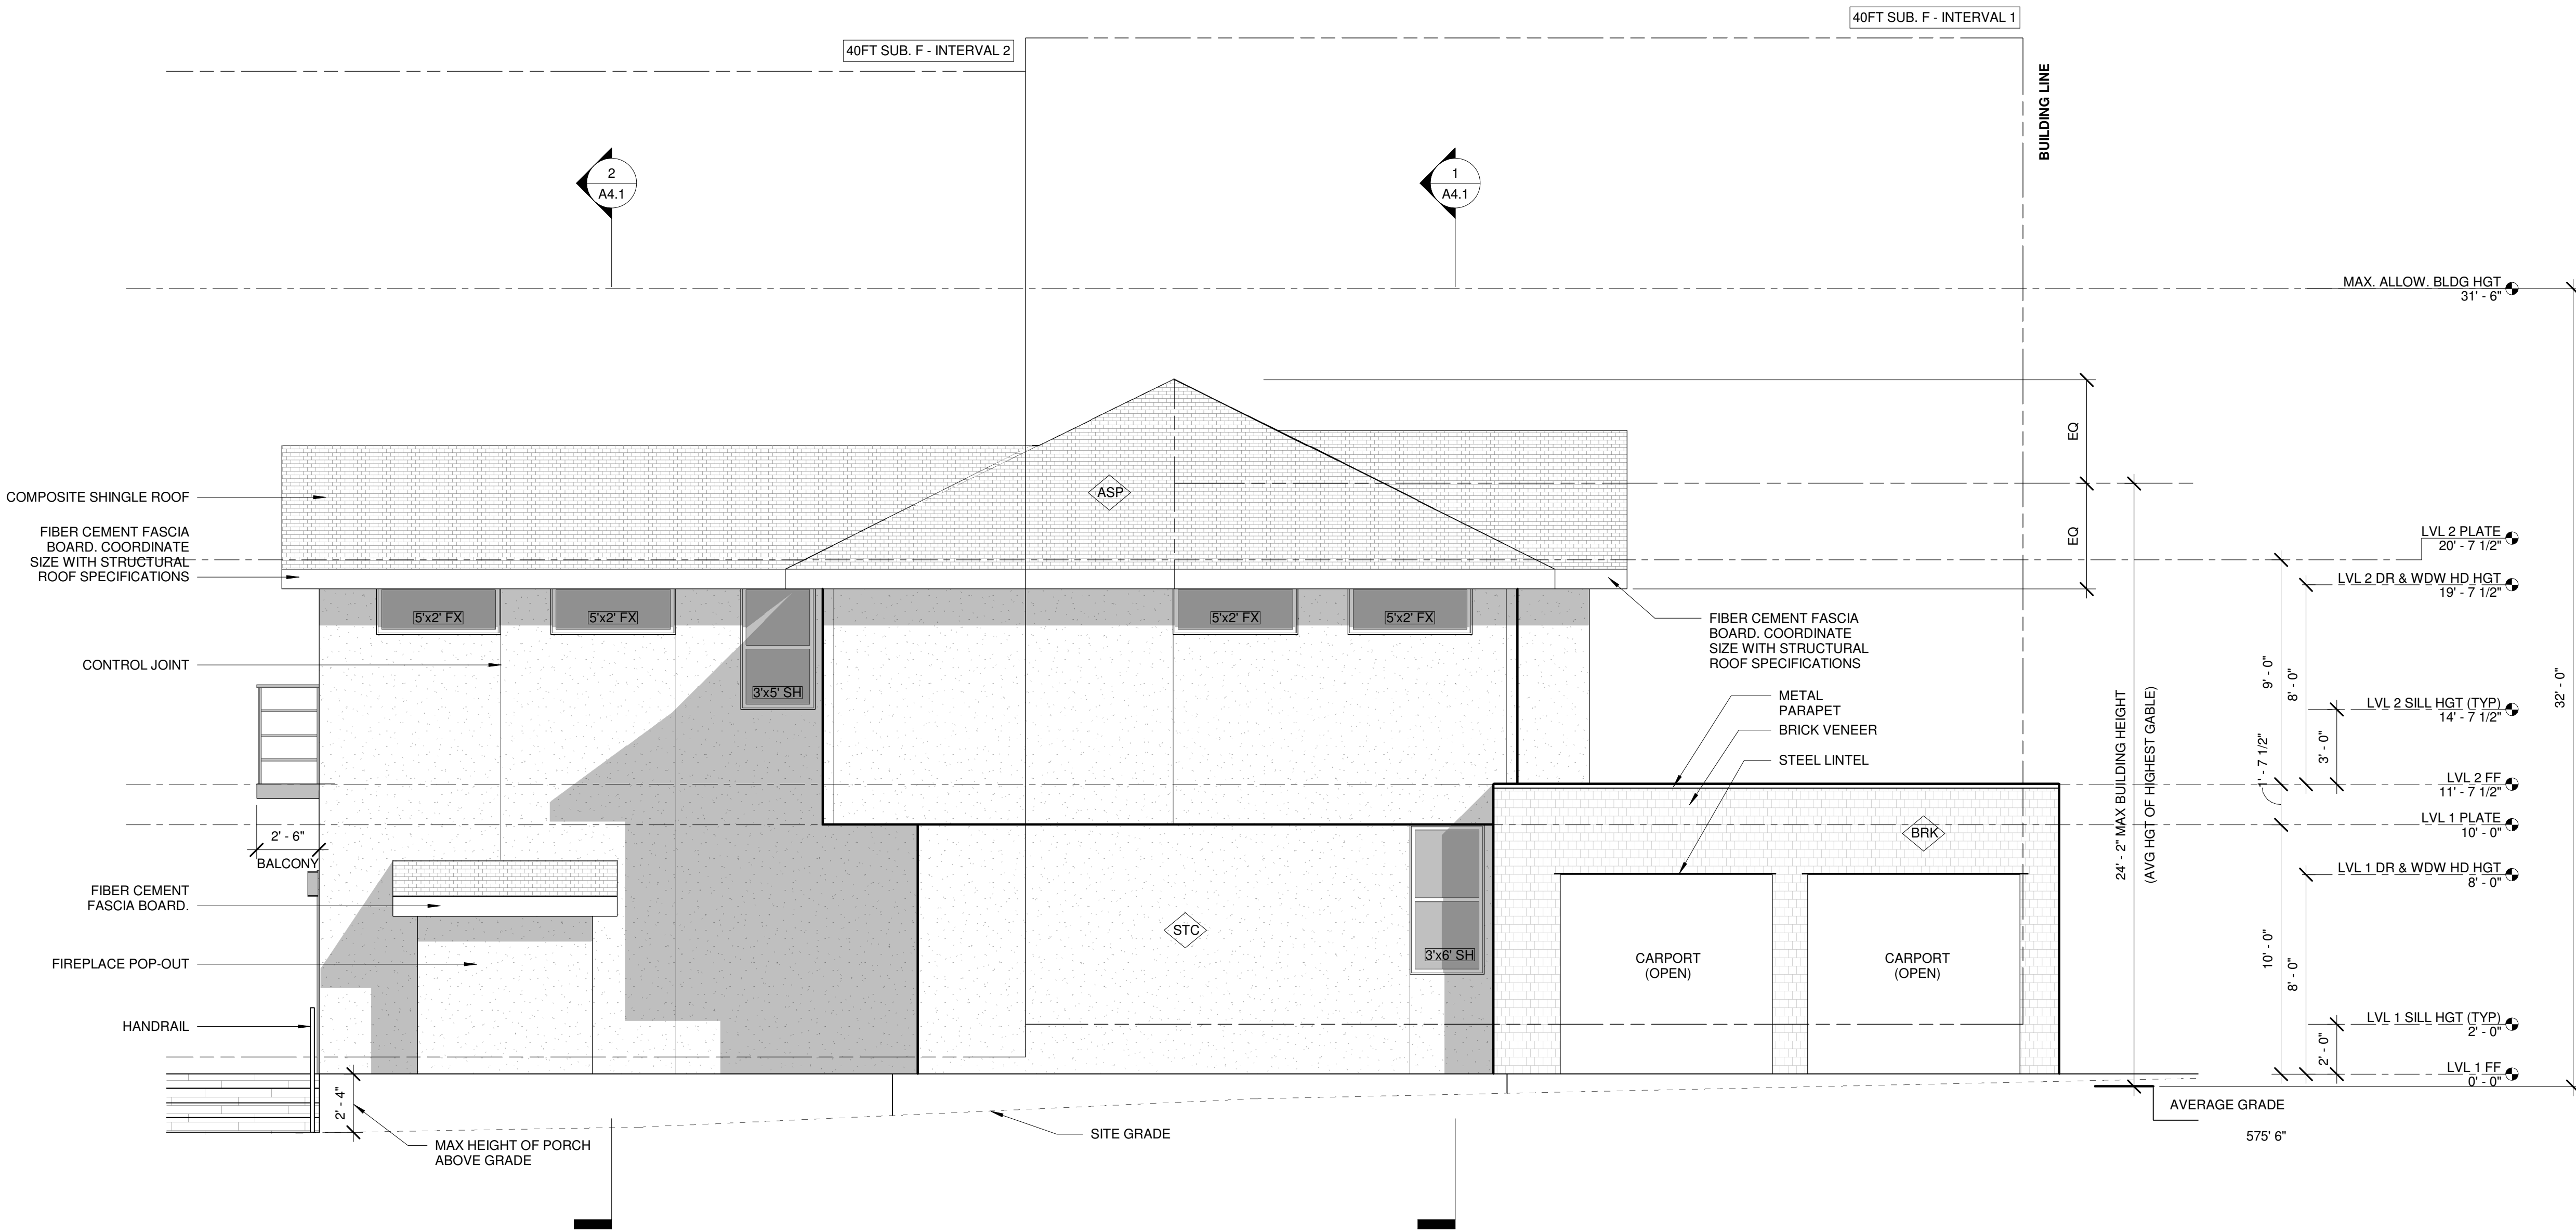 40FT SUB. F - INTERVAL 1
40FT SUB. F - INTERVAL 2
BUILDING LINE
2
A4.1
1
A4.1
MAX. ALLOW. BLDG HGT
31' - 6"
EQ
EQ
ASP
COMPOSITE SHINGLE ROOF
FIBER CEMENT FASCIA
BOARD. COORDINATE
SIZE WITH STRUCTURAL
ROOF SPECIFICATIONS
LVL 2 PLATE
20' - 7 1/2"
LVL 2 DR & WDW HD HGT
19' - 7 1/2"
5'x2' FX
5'x2' FX
5'x2' FX
5'x2' FX
FIBER CEMENT FASCIA
BOARD. COORDINATE
SIZE WITH STRUCTURAL
ROOF SPECIFICATIONS
CONTROL JOINT
3'x5' SH
METAL
PARAPET
BRICK VENEER
STEEL LINTEL
24' - 2" MAX BUILDING HEIGHT
(AVG HGT OF HIGHEST GABLE)
9' - 0"
8' - 0"
32' - 0"
LVL 2 SILL HGT (TYP)
14' - 7 1/2"
3' - 0"
1' - 7 1/2"
LVL 2 FF
11' - 7 1/2"
LVL 1 PLATE
10' - 0"
2' - 6"
BALCONY
BRK
LVL 1 DR & WDW HD HGT
8' - 0"
FIBER CEMENT
FASCIA BOARD.
STC
3'x6' SH
CARPORT
(OPEN)
CARPORT
(OPEN)
10' - 0"
8' - 0"
FIREPLACE POP-OUT
HANDRAIL
LVL 1 SILL HGT (TYP)
2' - 0"
2' - 0"
LVL 1 FF
0' - 0"
2' - 4"
AVERAGE GRADE
575' 6"
SITE GRADE
MAX HEIGHT OF PORCH
ABOVE GRADE